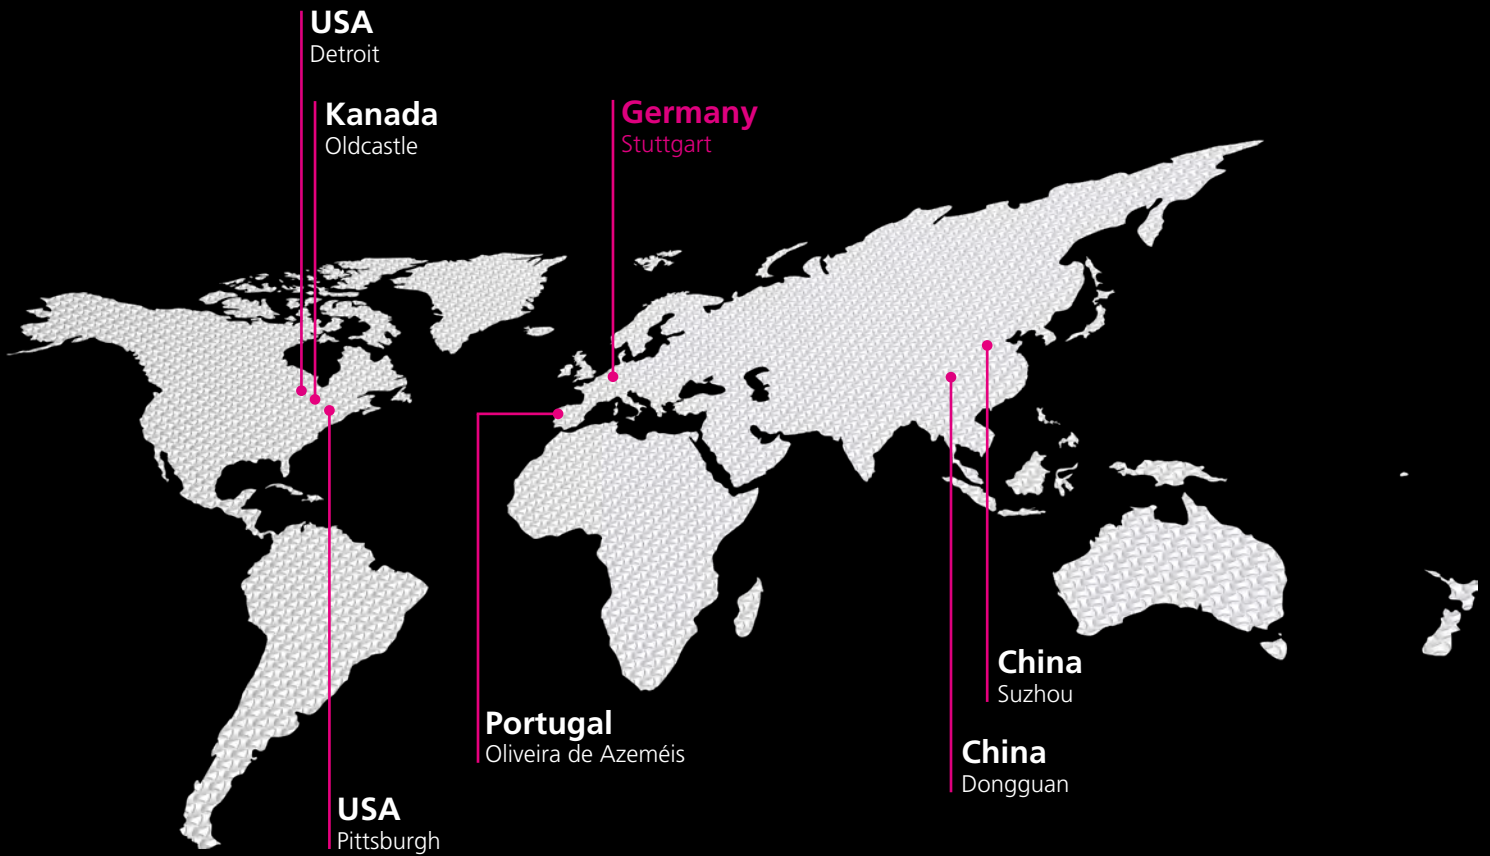 USA
Detroit
Kanada
Oldcastle
Germany
Stuttgart
China
Suzhou
Portugal
Oliveira de Azeméis
China
Dongguan
USA
Pittsburgh